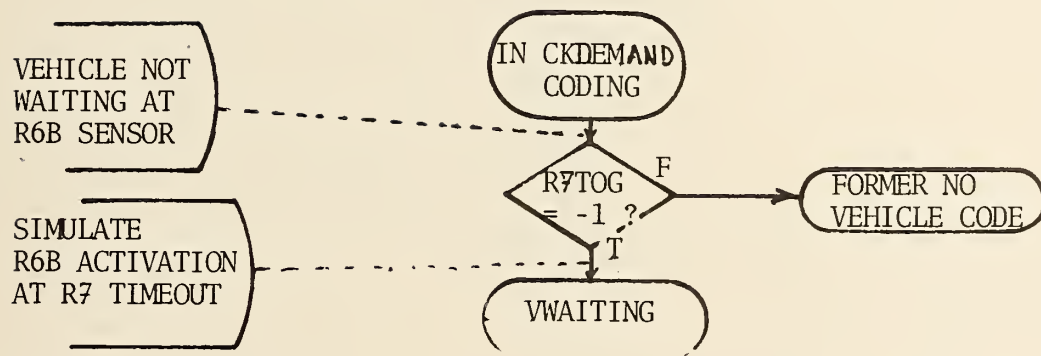 VEHICLE NOT
WAITING AT
R6B SENSOR
IN CKDEMAND
CODING
R7TOG
= -1 ?
F
T
FORMER NO
VEHICLE CODE
SIMULATE
R6B ACTIVATION
AT R7 TIMEOUT
VWAITING